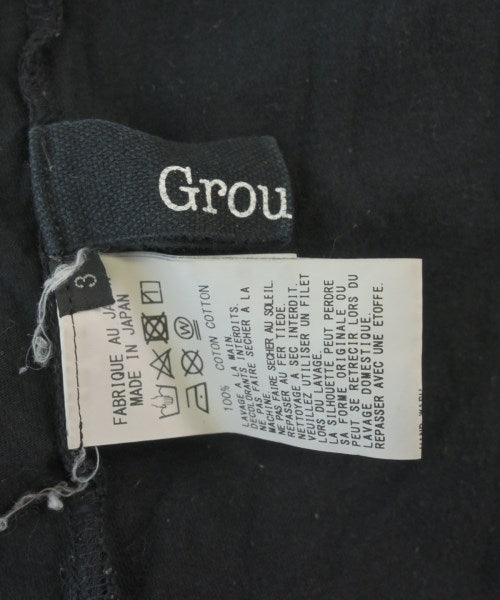 Grou
3
FABRIQUE AU JA
MADE IN JAPAN
W
100% COTON COTTON
LAVAGE A LA MAIN.
DECOLORANTS INTERDITS.
NE PAS FAIRE SECHER A LA
MACHINE.
NE PAS FAIRE SECHER AU SOLEIL.
REPASSER AU FER TIEDE.
NETTOYAGE A SEC INTERDIT.
VEUILLEZ UTILISER UN FILET
LORS DU LAVAGE.
LA SILHOUETTE PEUT PERDRE
SA FORME ORIGINALE OU
PEUT SE RETRECIR LORS DU
LAVAGE DOMESTIQUE.
REPASSER AVEC UNE ETOFFE.